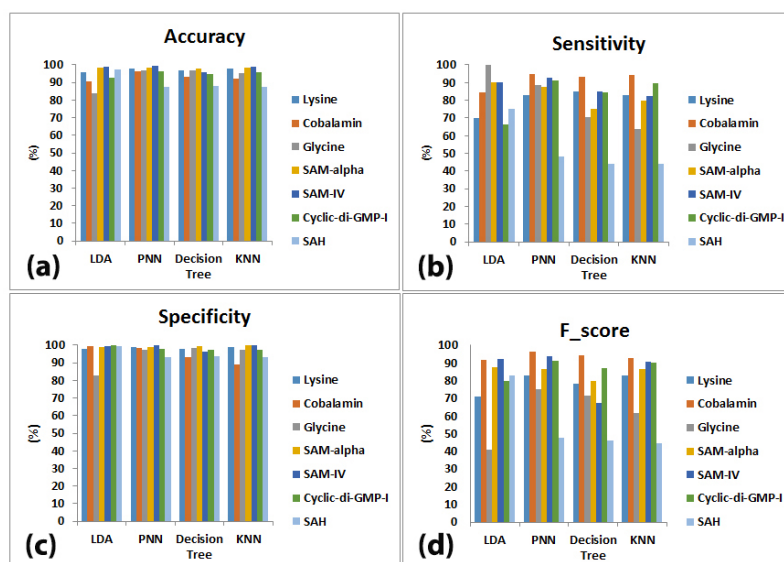 Accuracy
100
90
80
70
60
50
40
30
20
10
0
(%)
LDA PNN Decision Tree KNN
Lysine
Cobalamin
Glycine
SAM-alpha
SAM-IV
Cyclic-di-GMP-I
SAH
(a)
Sensitivity
100
90
80
70
60
50
40
30
20
10
0
(%)
LDA PNN Decision Tree KNN
Lysine
Cobalamin
Glycine
SAM-alpha
SAM-IV
Cyclic-di-GMP-I
SAH
(b)
Specificity
100
90
80
70
60
50
40
30
20
10
0
(%)
LDA PNN Decision Tree KNN
Lysine
Cobalamin
Glycine
SAM-alpha
SAM-IV
Cyclic-di-GMP-I
SAH
(c)
F_score
100
90
80
70
60
50
40
30
20
10
0
(%)
LDA PNN Decision Tree KNN
Lysine
Cobalamin
Glycine
SAM-alpha
SAM-IV
Cyclic-di-GMP-I
SAH
(d)